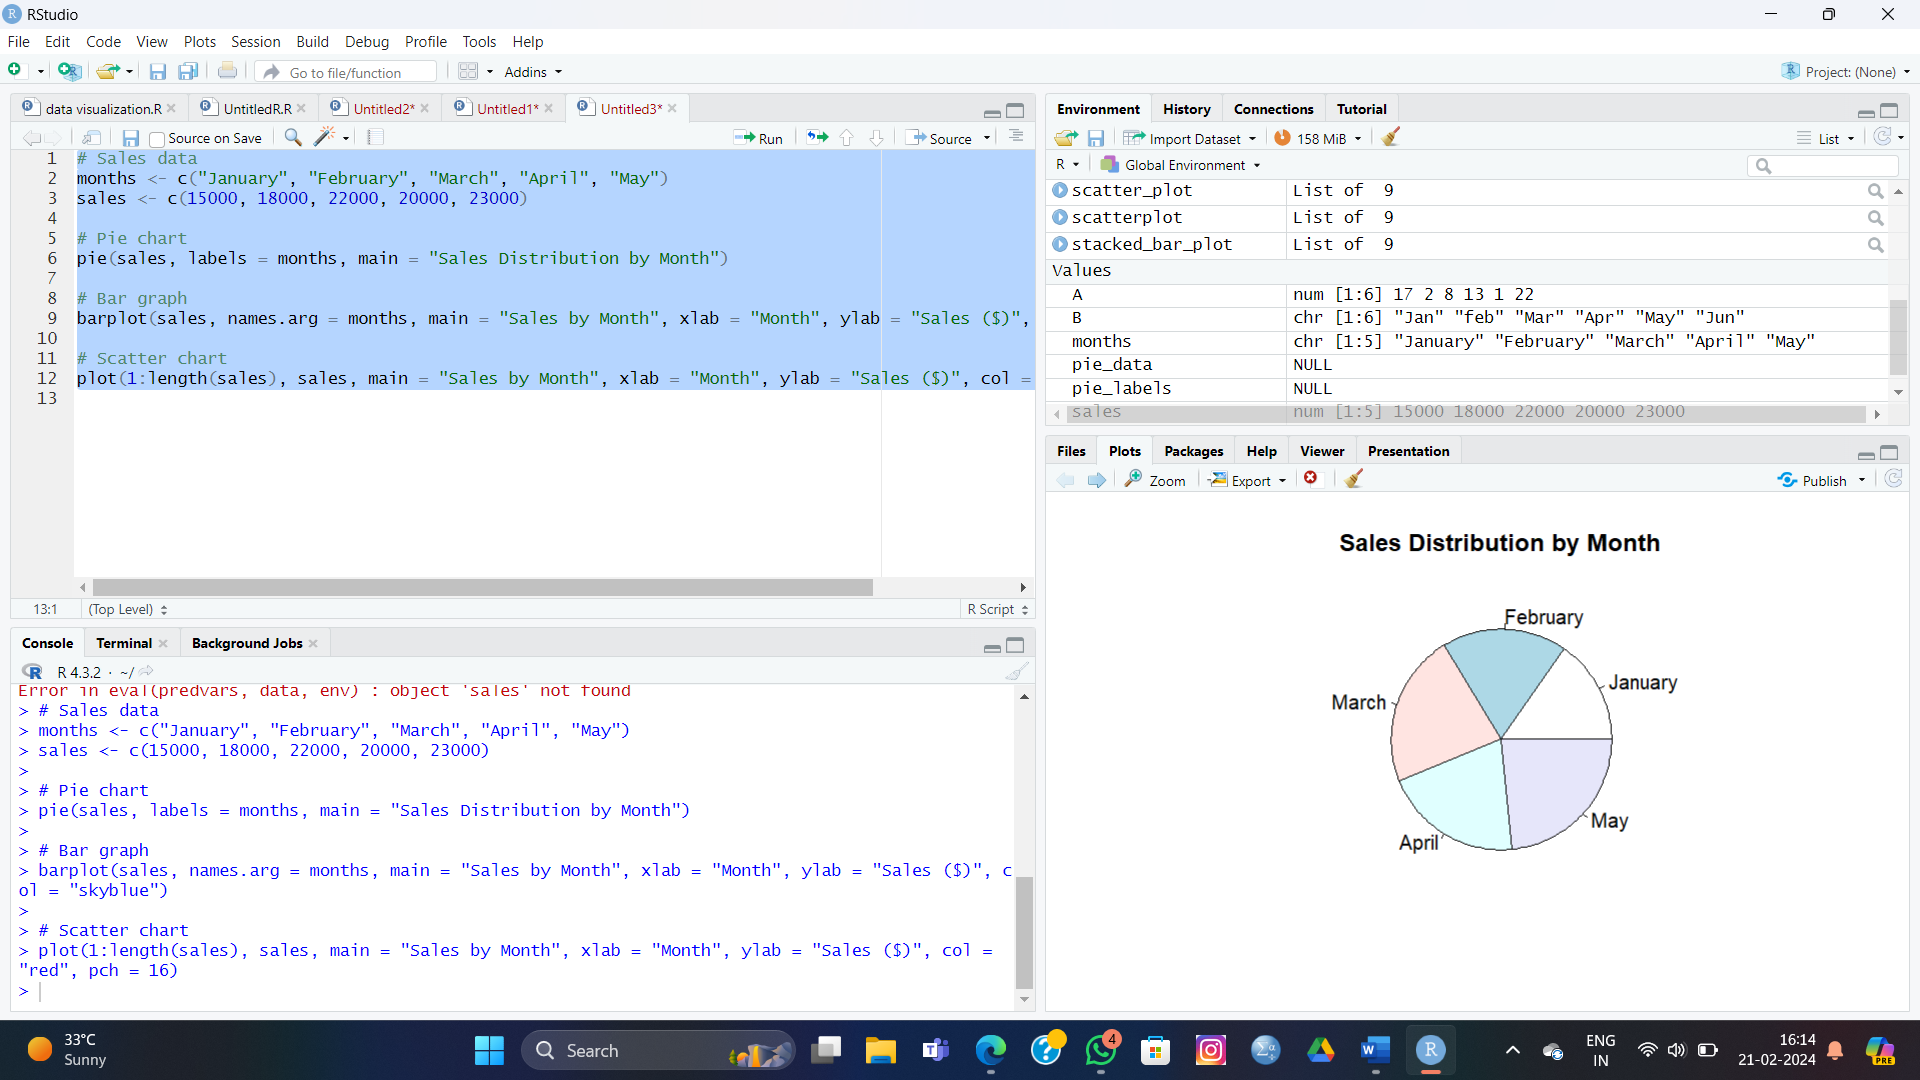 RStudio
File Edit Code View Plots Session Build Debug Profile Tools Help
Go to file/function Addins Project: (None)
data visualization.R UntitledR.R Untitled2* Untitled1* Untitled3*
Source on Save Run Source
1 # Sales data
2 months <- c("January", "February", "March", "April", "May")
3 sales <- c(15000, 18000, 22000, 20000, 23000)
4
5 # Pie chart
6 pie(sales, labels = months, main = "Sales Distribution by Month")
7
8 # Bar graph
9 barplot(sales, names.arg = months, main = "Sales by Month", xlab = "Month", ylab = "Sales ($)",
10
11 # Scatter chart
12 plot(1:length(sales), sales, main = "Sales by Month", xlab = "Month", ylab = "Sales ($)", col =
13
13:1 (Top Level) R Script
Console Terminal Background Jobs
R 4.3.2 · ~/
Error in eval(predvars, data, env) : object 'sales' not found
> # Sales data
> months <- c("January", "February", "March", "April", "May")
> sales <- c(15000, 18000, 22000, 20000, 23000)
>
> # Pie chart
> pie(sales, labels = months, main = "Sales Distribution by Month")
>
> # Bar graph
> barplot(sales, names.arg = months, main = "Sales by Month", xlab = "Month", ylab = "Sales ($)", c
ol = "skyblue")
>
> # Scatter chart
> plot(1:length(sales), sales, main = "Sales by Month", xlab = "Month", ylab = "Sales ($)", col =
"red", pch = 16)
>
Environment History Connections Tutorial
Import Dataset 158 MiB List
R Global Environment
scatter_plot List of 9
scatterplot List of 9
stacked_bar_plot List of 9
Values
A num [1:6] 17 2 8 13 1 22
B chr [1:6] "Jan" "feb" "Mar" "Apr" "May" "Jun"
months chr [1:5] "January" "February" "March" "April" "May"
pie_data NULL
pie_labels NULL
sales num [1:5] 15000 18000 22000 20000 23000
Files Plots Packages Help Viewer Presentation
Zoom Export Publish
Sales Distribution by Month
February
January
March
May
April
33°C
Sunny
Search
4
ENG
IN
16:14
21-02-2024
PRE